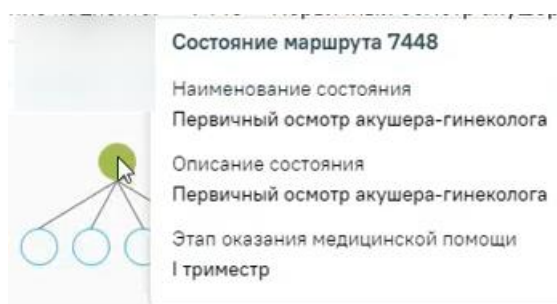 Состояние маршрута 7448
Наименование состояния
Первичный осмотр акушера-гинеколога
Описание состояния
Первичный осмотр акушера-гинеколога
Этап оказания медицинской помощи
I триместр